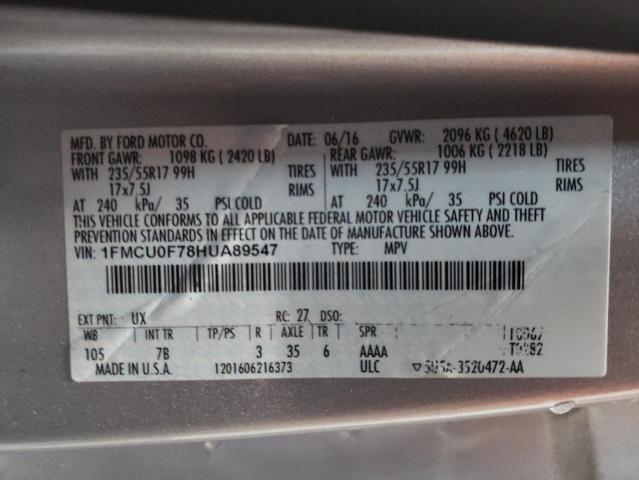 MFD. BY FORD MOTOR CO. DATE: 06/16 GVWR: 2096 KG ( 4620 LB)
FRONT GAWR: 1098 KG ( 2420 LB) REAR GAWR: 1006 KG ( 2218 LB)
WITH 235/55R17 99H TIRES WITH 235/55R17 99H TIRES
17x7.5J RIMS 17x7.5J RIMS
AT 240 kPa/ 35 PSI COLD AT 240 kPa/ 35 PSI COLD
THIS VEHICLE CONFORMS TO ALL APPLICABLE FEDERAL MOTOR VEHICLE SAFETY AND THEFT
PREVENTION STANDARDS IN EFFECT ON THE DATE OF MANUFACTURE SHOWN ABOVE.
VIN: 1FMCU0F78HUA89547 TYPE: MPV
EXT PNT: UX RC: 27 DSO:
WB INT TR TP/PS R AXLE TR SPR
105 7B 3 35 6 AAAA
MADE IN U.S.A. 1201606216373 ULC